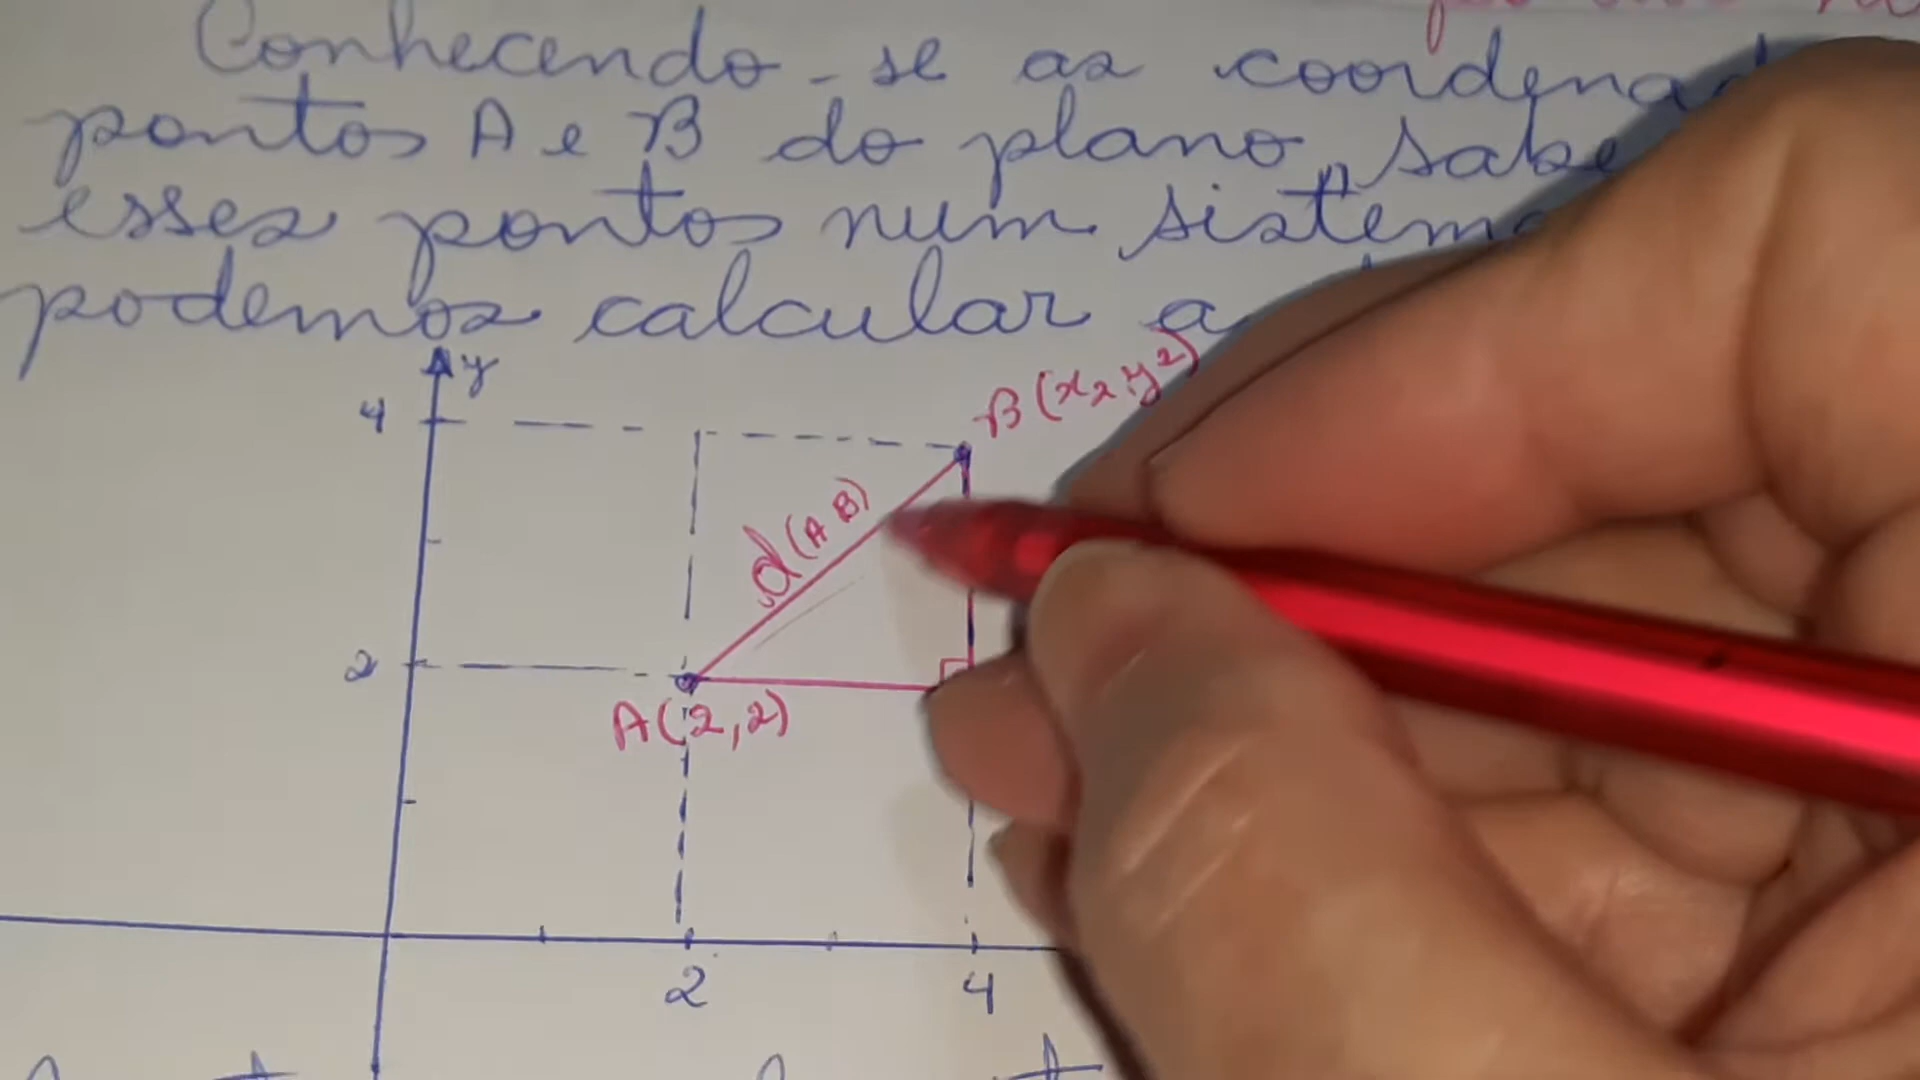 Conhecendo-se as coordenad
pontos A e B do plano, sabe
esses pontos num sistema
podemos calcular a
y
4
B(x₂,y²)
d(AB)
2
A(2,2)
2 4